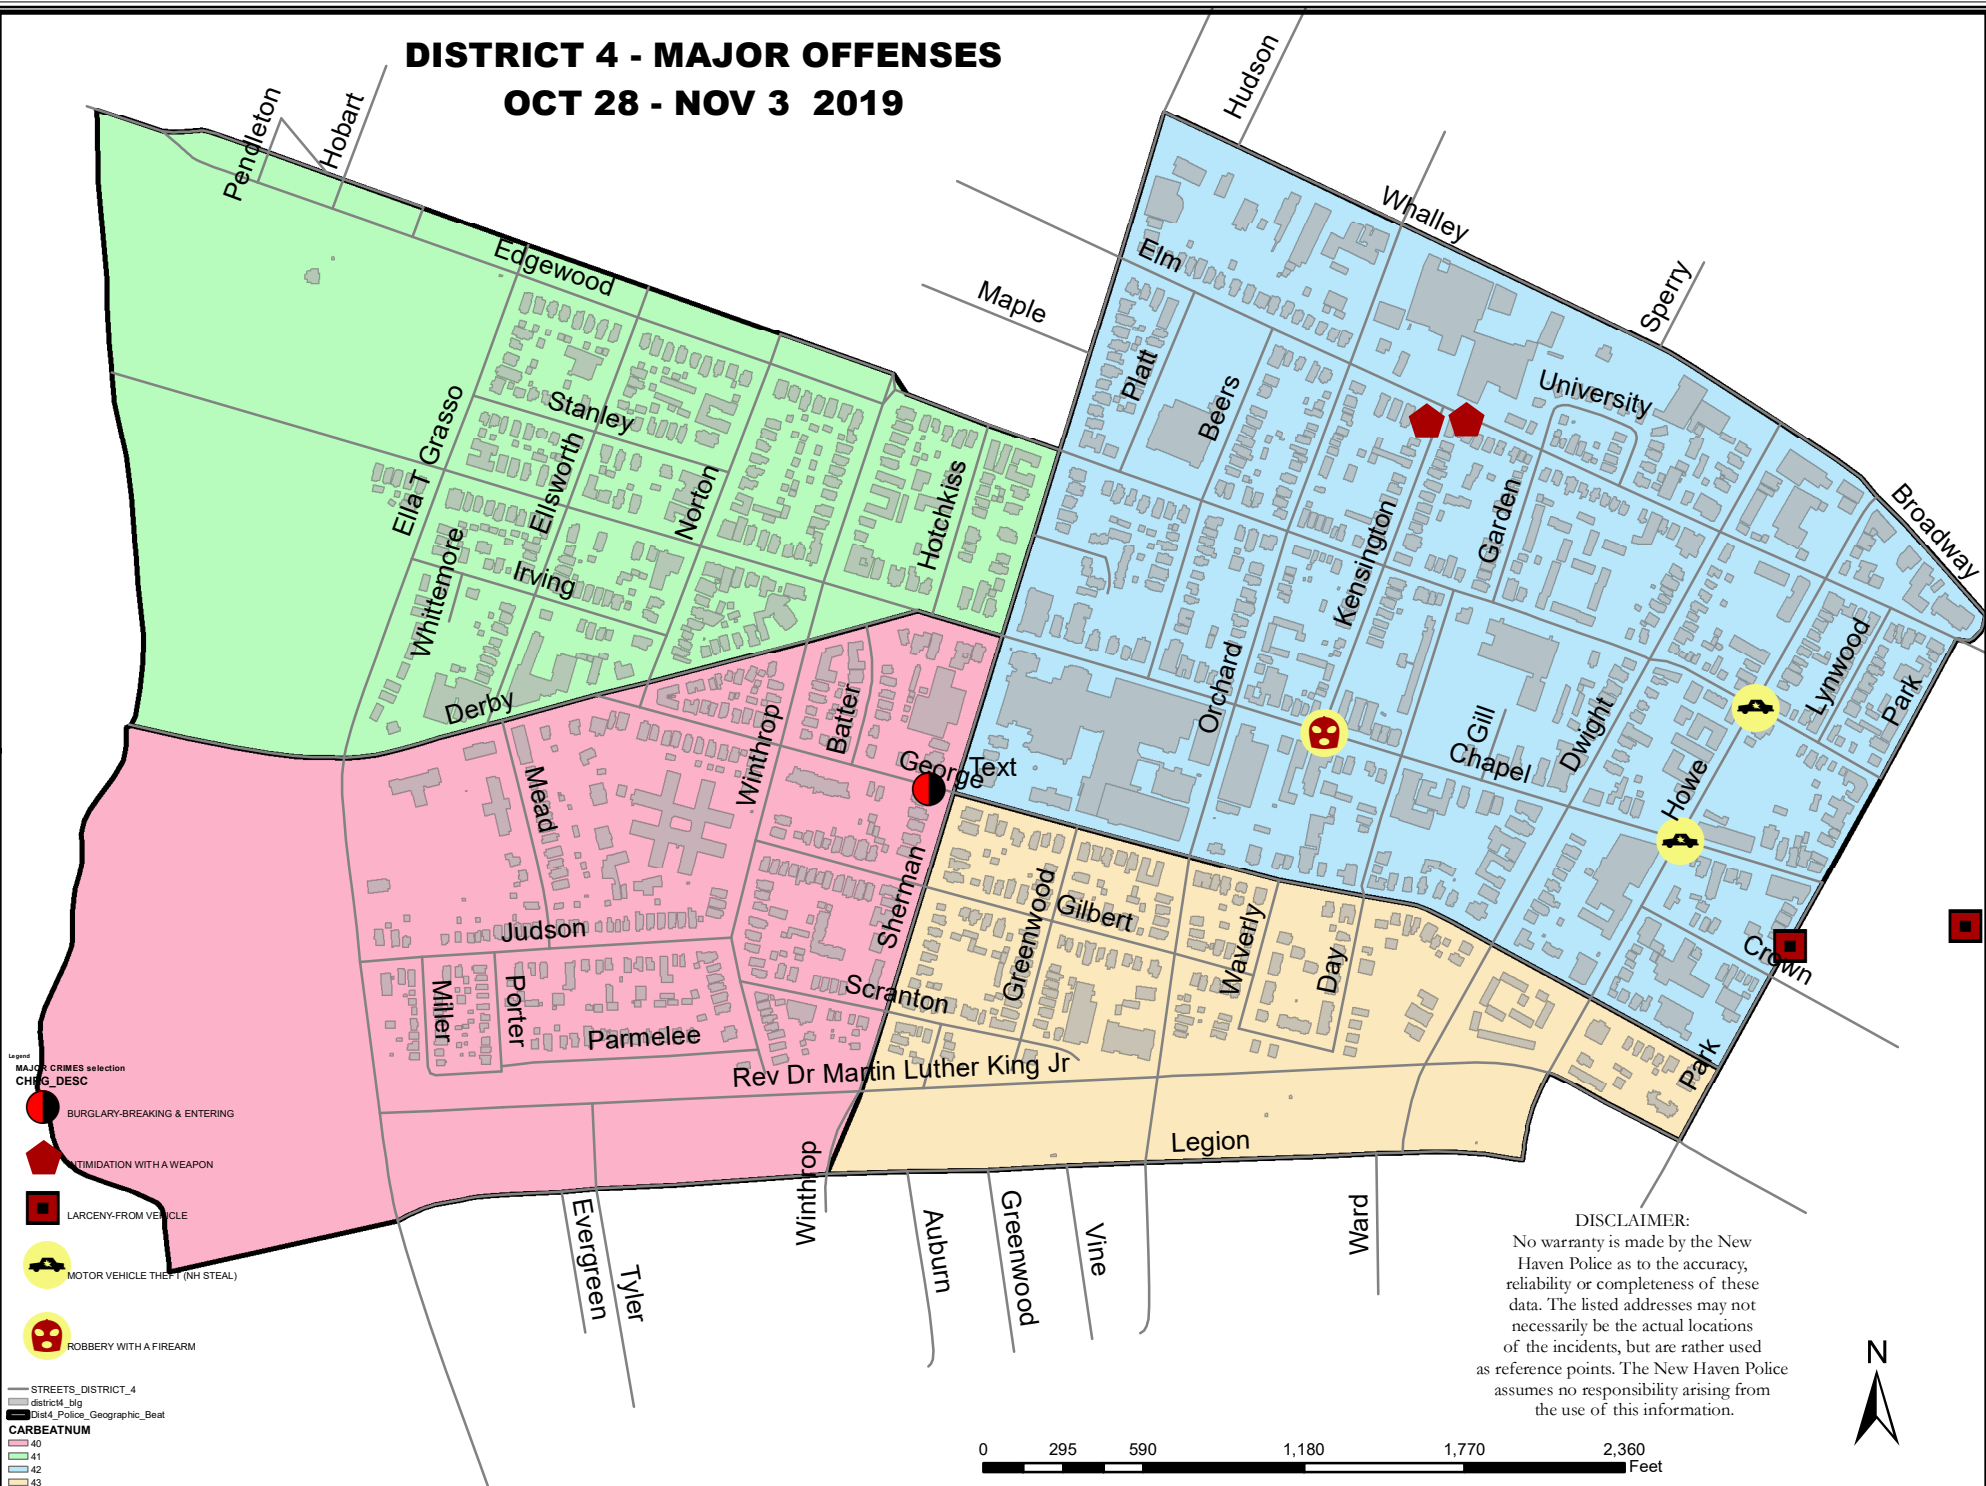 DISTRICT 4 - MAJOR OFFENSES
OCT 28 - NOV 3 2019
Hudson
Pendleton
Hobart
Whalley
Edgewood
Elm
Maple
Sperry
Platt
Beers
University
Ella T Grasso
Stanley
Ellsworth
Norton
Hotchkiss
Kensington
Garden
Broadway
Whittemore
Irving
Derby
Winthrop
Batter
Orchard
Gill
Chapel
Dwight
Lynwood
Park
Howe
Mead
George
Text
Sherman
Greenwood
Gilbert
Waverly
Day
Crown
Judson
Miller
Porter
Parmelee
Scranton
Rev Dr Martin Luther King Jr
Park
Legion
Winthrop
Evergreen
Tyler
Auburn
Greenwood
Vine
Ward
Legend
MAJOR CRIMES selection
CHRG_DESC
BURGLARY-BREAKING & ENTERING
INTIMIDATION WITH A WEAPON
LARCENY-FROM VEHICLE
MOTOR VEHICLE THEFT (NH STEAL)
ROBBERY WITH A FIREARM
STREETS_DISTRICT_4
district4_blg
Dist4_Police_Geographic_Beat
CARBEATNUM
40
41
42
43
DISCLAIMER:
No warranty is made by the New
Haven Police as to the accuracy,
reliability or completeness of these
data. The listed addresses may not
necessarily be the actual locations
of the incidents, but are rather used
as reference points. The New Haven Police
assumes no responsibility arising from
the use of this information.
N
0 295 590 1,180 1,770 2,360
Feet